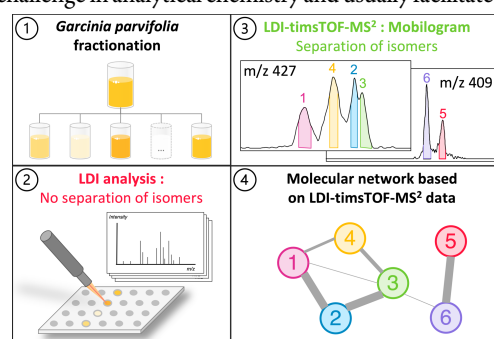 challenge in analytical chemistry and usually facilitate
1
Garcinia parvifolia
fractionation
...
3
LDI-timsTOF-MS² : Mobilogram
Separation of isomers
m/z 427
1
4
2
3
m/z 409
6
5
2
LDI analysis :
No separation of isomers
Intensity
m/z
4
Molecular network based
on LDI-timsTOF-MS² data
1
4
3
2
5
6